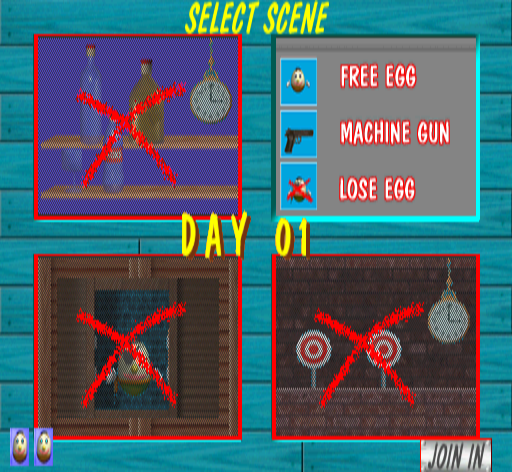 SELECT SCENE
FREE EGG
MACHINE GUN
LOSE EGG
DAY 01
JOIN IN